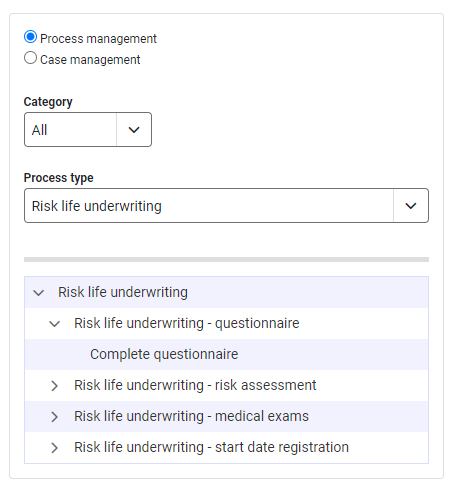 Process management
Case management
Category
All
Process type
Risk life underwriting
Risk life underwriting
Risk life underwriting - questionnaire
Complete questionnaire
Risk life underwriting - risk assessment
Risk life underwriting - medical exams
Risk life underwriting - start date registration